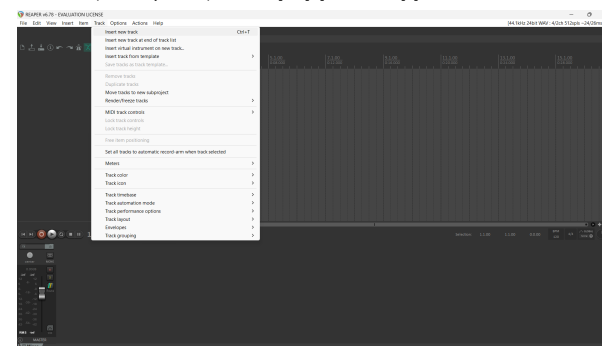 REAPER v6.78 - EVALUATION LICENSE
File Edit View Insert Item Track Options Actions Help
[44.1kHz 24bit WAV : 4/2ch 512spls ~24/26ms
Insert new track Ctrl+T
Insert new track at end of track list
Insert virtual instrument on new track...
Insert track from template
Save tracks as track template...
Remove tracks
Duplicate tracks
Move tracks to new subproject
Render/freeze tracks
MIDI track controls
Lock track controls
Lock track height
Free item positioning
Set all tracks to automatic record arm when track selected
Meters
Track color
Track icon
Track timebase
Track automation mode
Track performance options
Track layout
Envelopes
Track grouping
MASTER